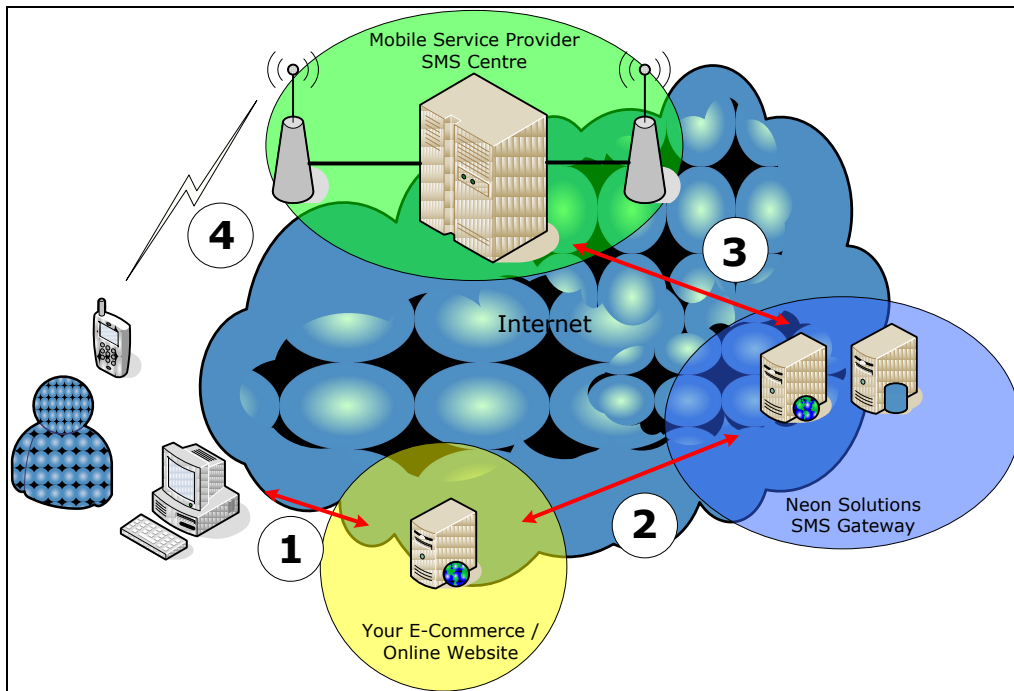 Mobile Service Provider
SMS Centre
4
3
Internet
Neon Solutions
SMS Gateway
2
1
Your E-Commerce /
Online Website